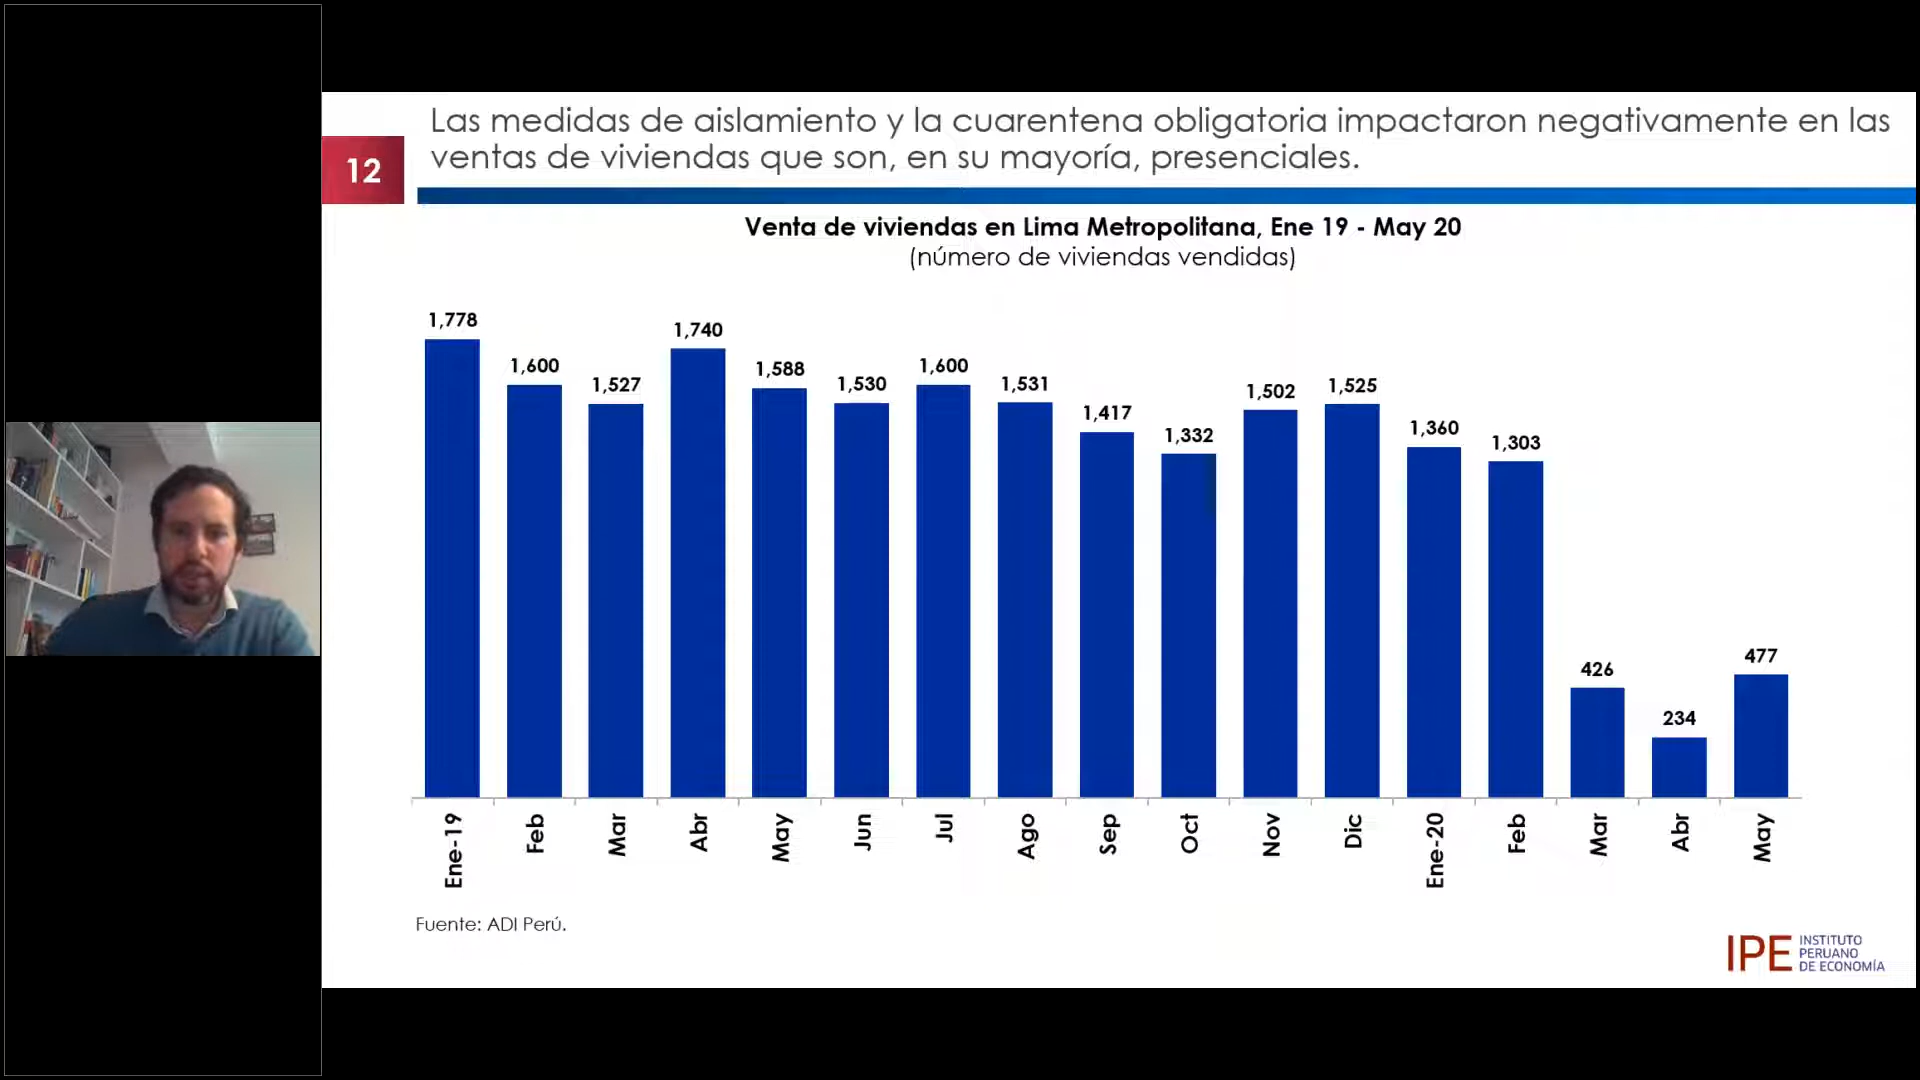 Las medidas de aislamiento y la cuarentena obligatoria impactaron negativamente en las
ventas de viviendas que son, en su mayoría, presenciales.
12
Venta de viviendas en Lima Metropolitana, Ene 19 - May 20
(número de viviendas vendidas)
1,778
1,600
1,527
1,740
1,588
1,530
1,600
1,531
1,417
1,332
1,502
1,525
1,360
1,303
426
234
477
Ene-19
Feb
Mar
Abr
May
Jun
Jul
Ago
Sep
Oct
Nov
Dic
Ene-20
Feb
Mar
Abr
May
Fuente: ADI Perú.
IPE
INSTITUTO
PERUANO
DE ECONOMÍA